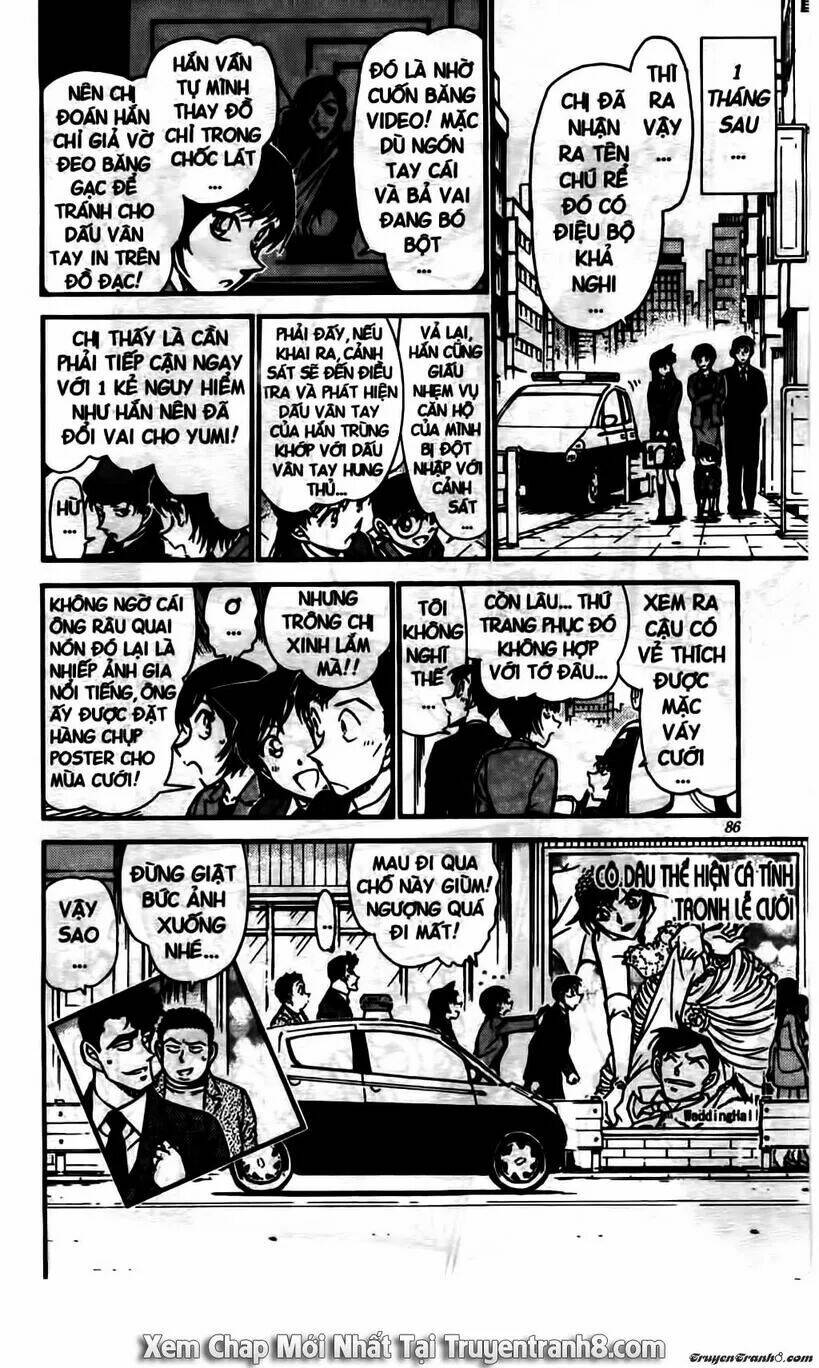 1
THÁNG
SAU
...
THÌ
RA
VẬY
...
CHỊ ĐÃ
NHẬN
RA TÊN
CHÚ RỂ
ĐÓ CÓ
ĐIỆU BỘ
KHẢ
NGHI
...
ĐÓ LÀ NHỜ
CUỐN BĂNG
VIDEO! MẶC
DÙ NGÓN
TAY CÁI
VÀ BẢ VAI
ĐANG BÓ
BỘT
...
HẮN VẪN
TỰ MÌNH
THAY ĐỒ
CHỈ TRONG
CHỐC LÁT
...
NÊN CHỊ
ĐOÁN HẮN
CHỈ GIẢ VỜ
ĐEO BĂNG
GẠC ĐỂ
TRÁNH CHO
DẤU VÂN
TAY IN TRÊN
ĐỒ ĐẠC!
VẢ LẠI,
HẮN CŨNG
GIẤU
NHẸM VỤ
CĂN HỘ
CỦA MÌNH
BỊ ĐỘT
NHẬP VỚI
CẢNH
SÁT...
PHẢI ĐẤY, NẾU
KHAI RA, CẢNH
SÁT SẼ ĐẾN ĐIỀU
TRA VÀ PHÁT HIỆN
DẤU VÂN TAY
CỦA HẮN TRÙNG
KHỚP VỚI DẤU
VÂN TAY HUNG
THỦ...
CHỊ THẤY LÀ CẦN
PHẢI TIẾP CẬN NGAY
VỚI 1 KẺ NGUY HIỂM
NHƯ HẮN NÊN ĐÃ
ĐỔI VAI CHO YUMI!
HỪ
...
XEM RA
CẬU CÓ
VẺ THÍCH
ĐƯỢC
MẶC
VÁY
CƯỚI
...
CÒN LÂU... THỨ
TRANG PHỤC ĐÓ
KHÔNG HỢP
VỚI TỚ ĐÂU...
TÔI
KHÔNG
NGHĨ
THẾ
...
NHƯNG
TRÔNG CHỊ
XINH LẮM
MÀ!!
Ơ
...
KHÔNG NGỜ CÁI
ÔNG RÂU QUAI
NÓN ĐÓ LẠI LÀ
NHIẾP ẢNH GIA
NỔI TIẾNG, ÔNG
ẤY ĐƯỢC ĐẶT
HÀNG CHỤP
POSTER CHO
MÙA CƯỚI!
86
CÔ DÂU THỂ HIỆN CÁ TÍNH
TRONH LỄ CƯỚI
WeddingHall
MAU ĐI QUA
CHỖ NÀY GIÙM!
NGƯỢNG QUÁ
ĐI MẤT!
...
ĐỪNG GIẬT
BỨC ẢNH
XUỐNG
NHÉ...
VẬY
SAO
...
Xem Chap Mới Nhất Tại Truyentranh8.com
TruyenTranh8.com